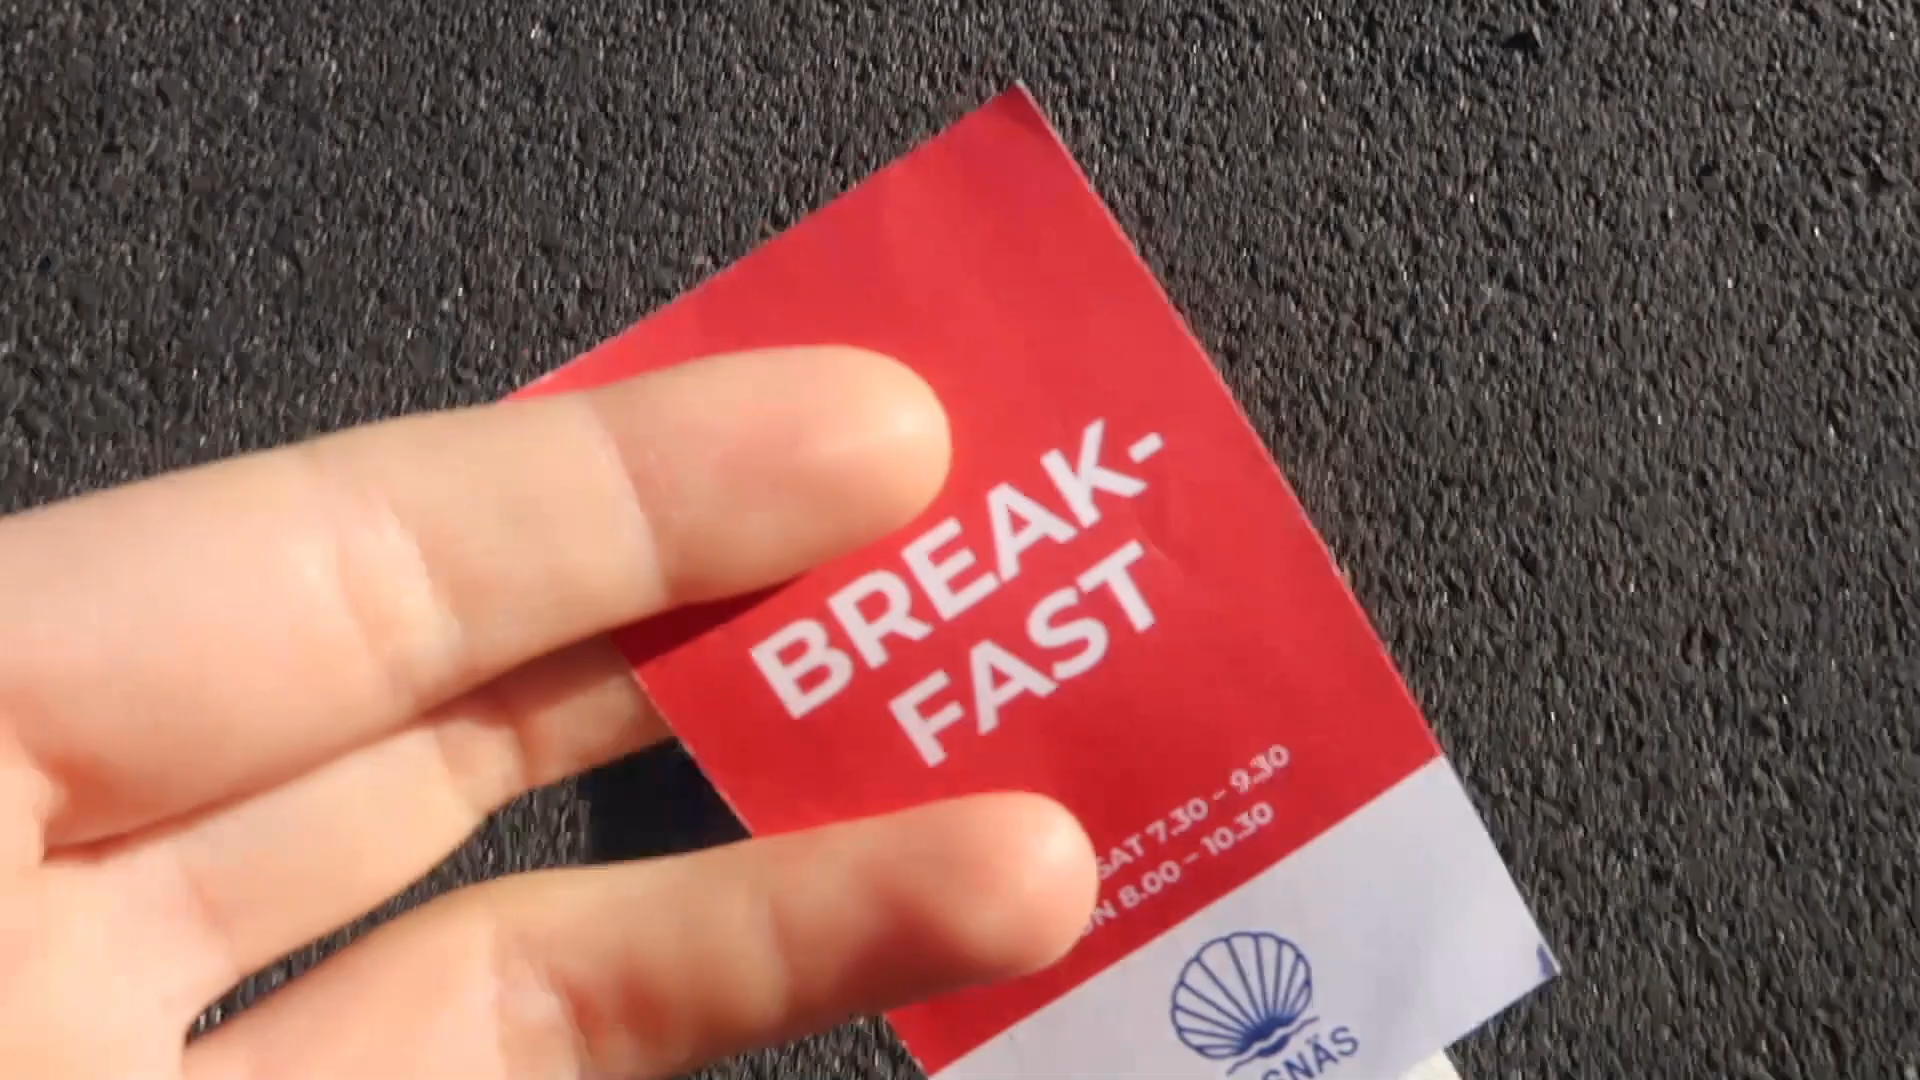 BREAK-
FAST
SAT 7.30 – 9.30
8.00 – 10.30